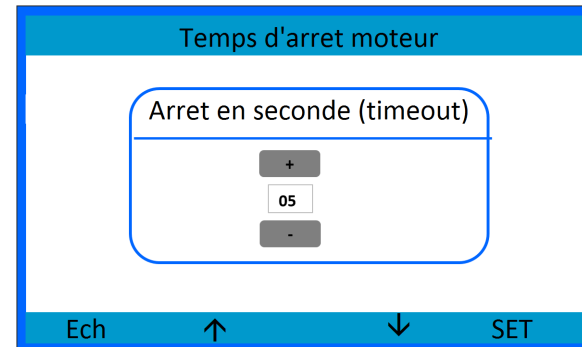 Temps d'arret moteur
Arret en seconde (timeout)
+
05
-
Ech ↑ ↓ SET